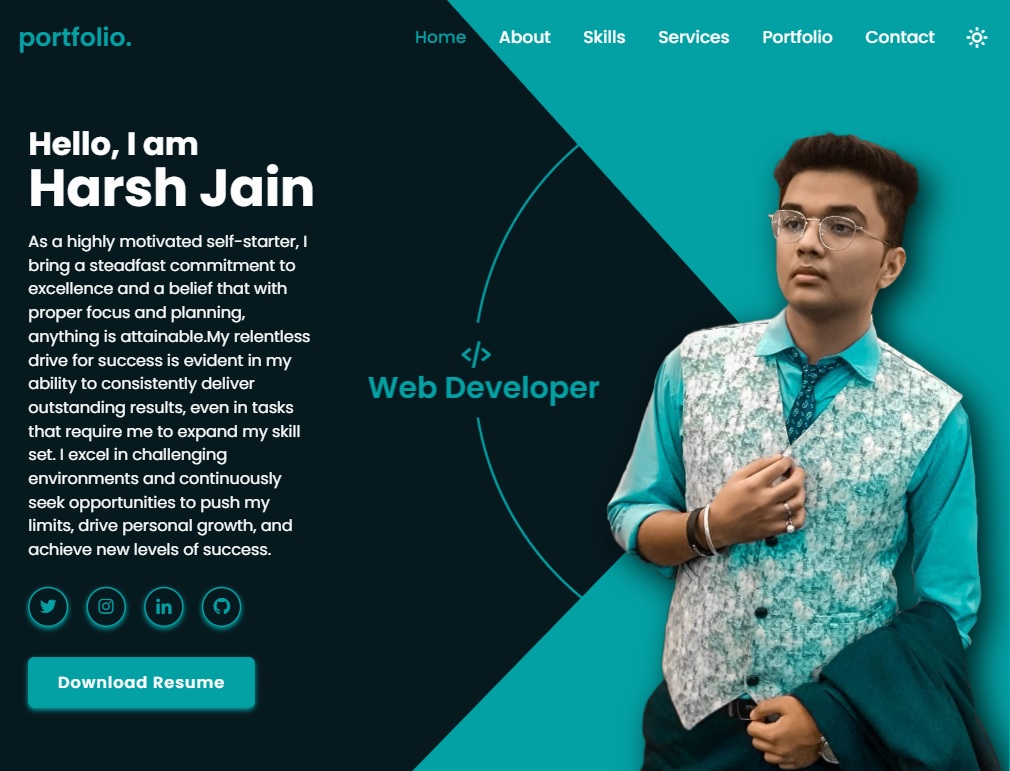 portfolio.
Home About Skills Services Portfolio Contact
Hello, I am
Harsh Jain
As a highly motivated self-starter, I
bring a steadfast commitment to
excellence and a belief that with
proper focus and planning,
anything is attainable.My relentless
drive for success is evident in my
ability to consistently deliver
outstanding results, even in tasks
that require me to expand my skill
set. I excel in challenging
environments and continuously
seek opportunities to push my
limits, drive personal growth, and
achieve new levels of success.
</>
Web Developer
Download Resume